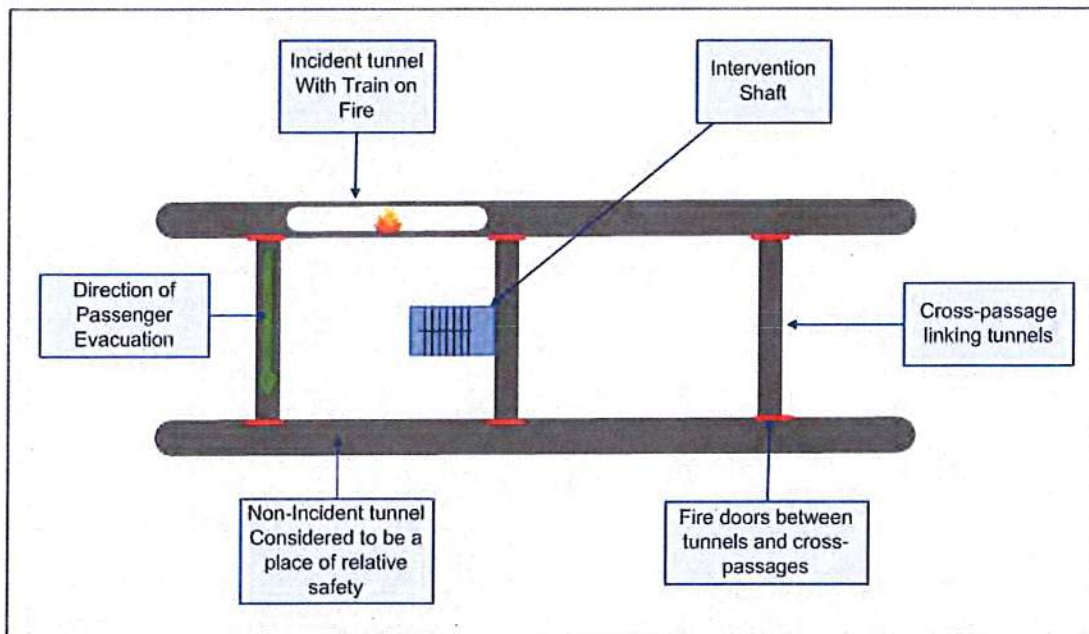 Incident tunnel
With Train on
Fire
Intervention
Shaft
Direction of
Passenger
Evacuation
Cross-passage
linking tunnels
Non-Incident tunnel
Considered to be a
place of relative
safety
Fire doors between
tunnels and cross-
passages